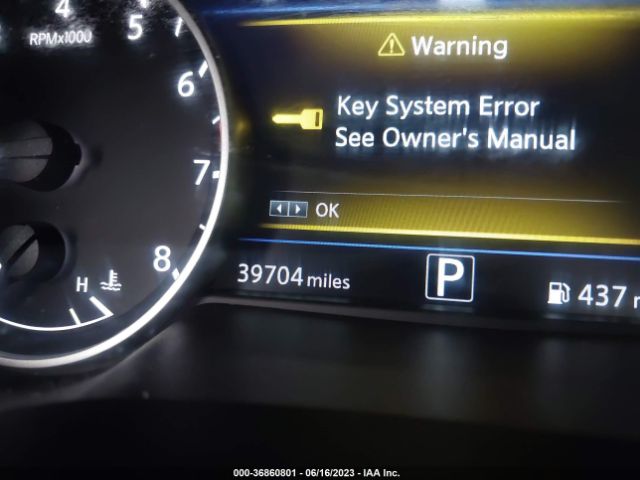 4
5
RPMx1000
6
7
8
H
Warning
Key System Error
See Owner's Manual
OK
39704 miles
P
437
000-36860801 - 06/16/2023 - IAA Inc.